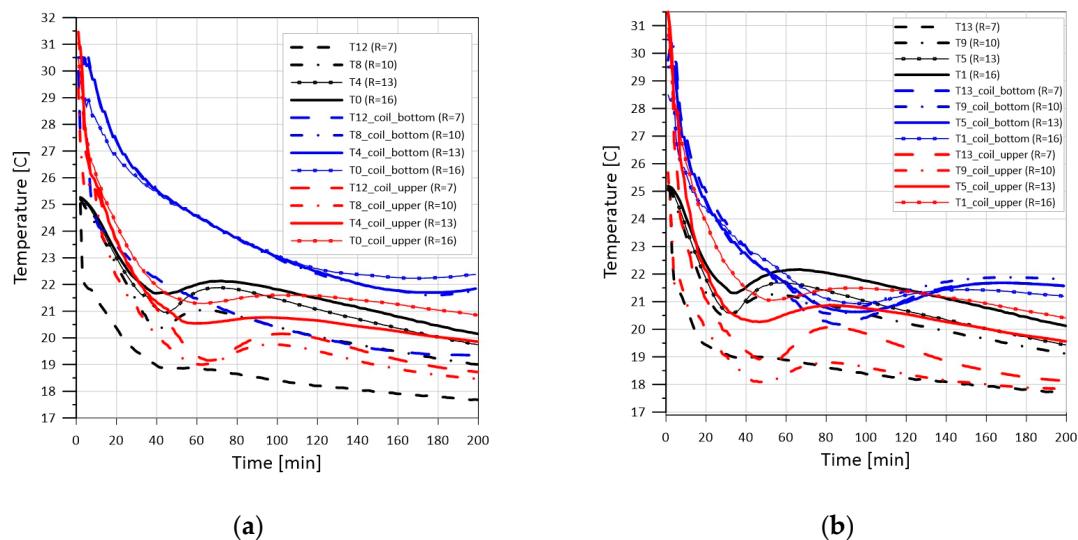 32
31
30
29
28
27
26
25
24
23
22
21
20
19
18
17
Temperature [C]
0 20 40 60 80 100 120 140 160 180 200
Time [min]
T12 (R=7)
T8 (R=10)
T4 (R=13)
T0 (R=16)
T12_coil_bottom (R=7)
T8_coil_bottom (R=10)
T4_coil_bottom (R=13)
T0_coil_bottom (R=16)
T12_coil_upper (R=7)
T8_coil_upper (R=10)
T4_coil_upper (R=13)
T0_coil_upper (R=16)
(a)
31
30
29
28
27
26
25
24
23
22
21
20
19
18
17
Temperature [C]
0 20 40 60 80 100 120 140 160 180 200
Time [min]
T13 (R=7)
T9 (R=10)
T5 (R=13)
T1 (R=16)
T13_coil_bottom (R=7)
T9_coil_bottom (R=10)
T5_coil_bottom (R=13)
T1_coil_bottom (R=16)
T13_coil_upper (R=7)
T9_coil_upper (R=10)
T5_coil_upper (R=13)
T1_coil_upper (R=16)
(b)